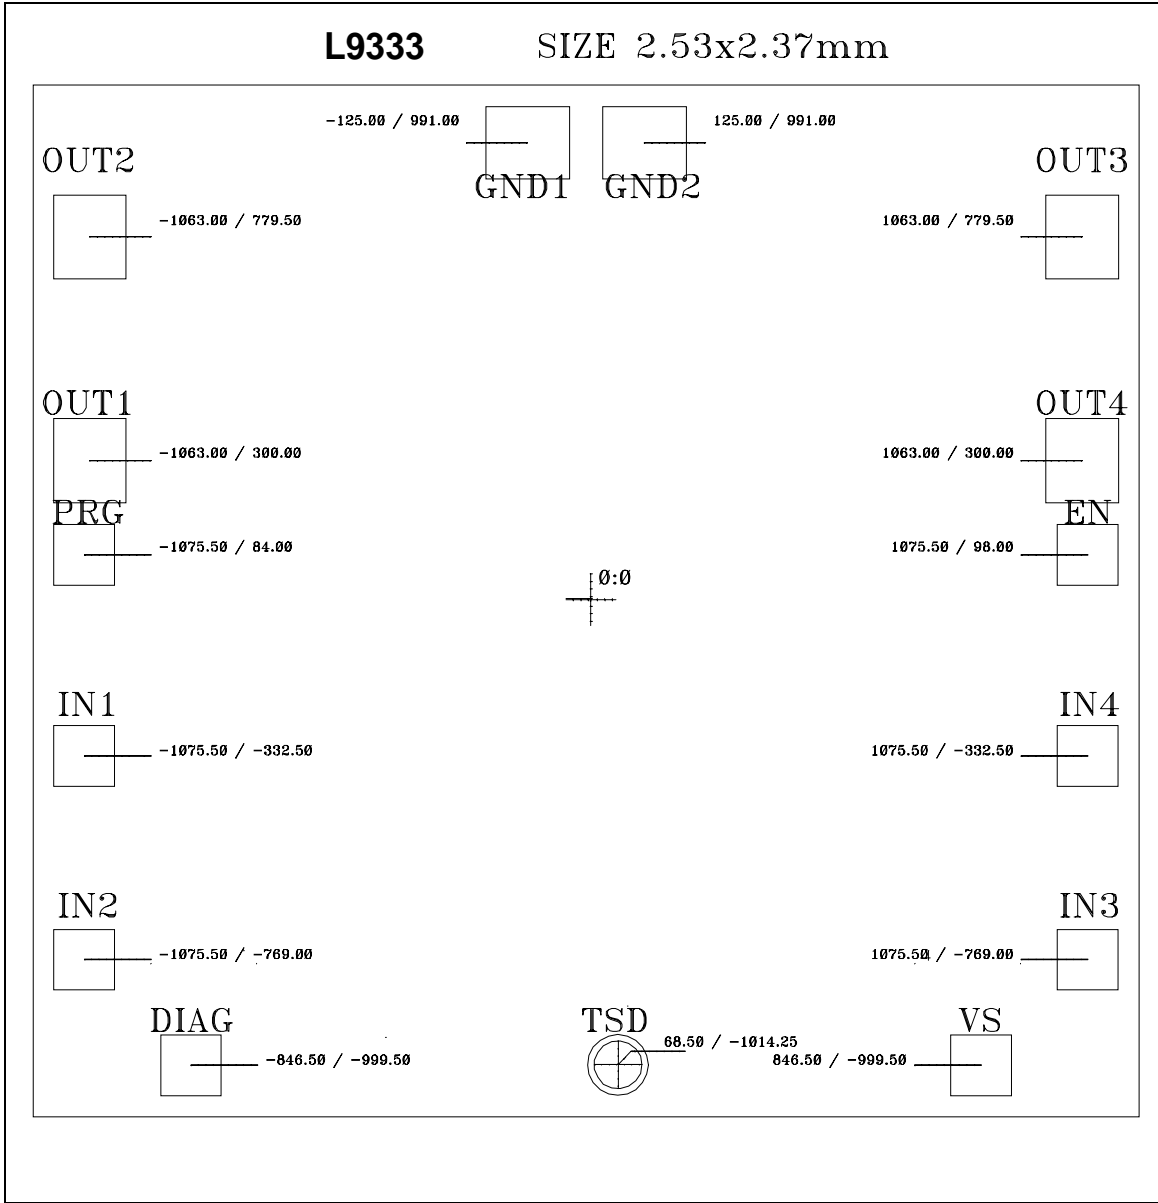 L9333 SIZE 2.53x2.37mm
-125.00 / 991.00 125.00 / 991.00
OUT2 OUT3
GND1 GND2
-1063.00 / 779.50 1063.00 / 779.50
OUT1 OUT4
-1063.00 / 300.00 1063.00 / 300.00
PRG EN
-1075.50 / 84.00 1075.50 / 98.00
0:0
IN1 IN4
-1075.50 / -332.50 1075.50 / -332.50
IN2 IN3
-1075.50 / -769.00 1075.50 / -769.00
DIAG TSD VS
68.50 / -1014.25
-846.50 / -999.50 846.50 / -999.50